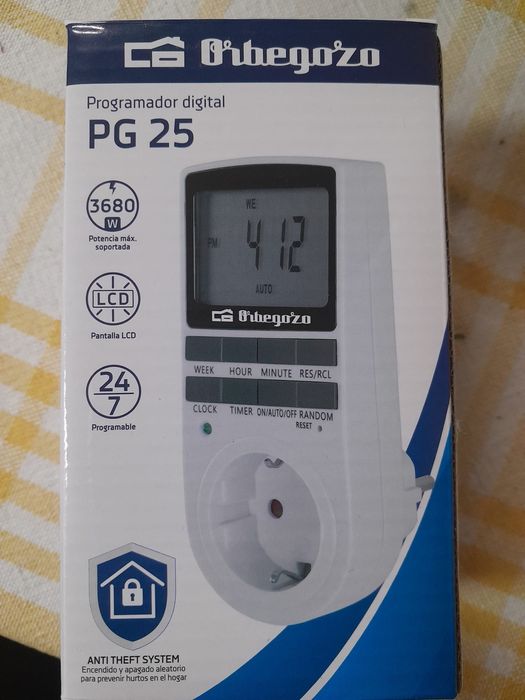 Orbegozo
Programador digital
PG 25
3680
W
Potencia máx.
soportada
LCD
Pantalla LCD
24
7
Programable
WE
PM 4 12
AUTO
Orbegozo
WEEK HOUR MINUTE RES/RCL
CLOCK TIMER ON/AUTO/OFF RANDOM
RESET
ANTI THEFT SYSTEM
Encendido y apagado aleatorio
para prevenir hurtos en el hogar